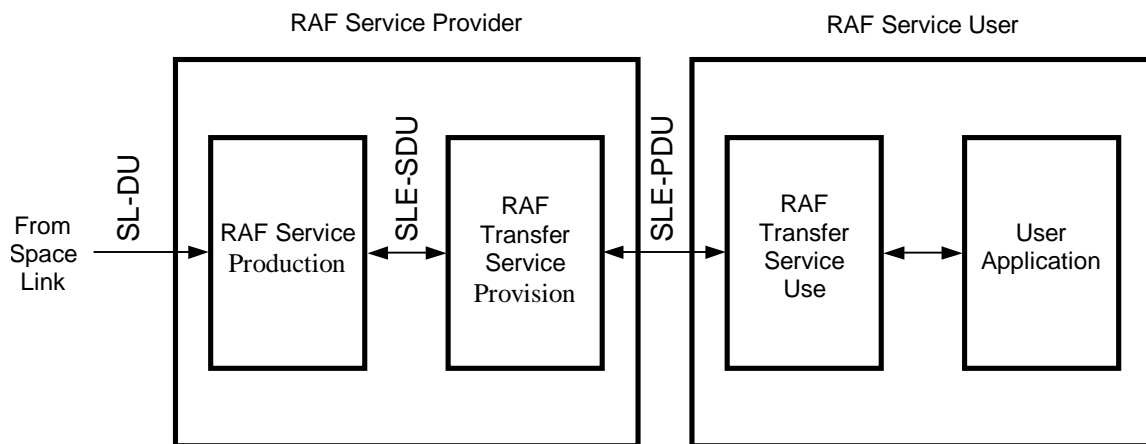 RAF Service Provider
RAF Service User
From
Space
Link
SL-DU
RAF Service
Production
SLE-SDU
RAF
Transfer
Service
Provision
SLE-PDU
RAF
Transfer
Service
Use
User
Application